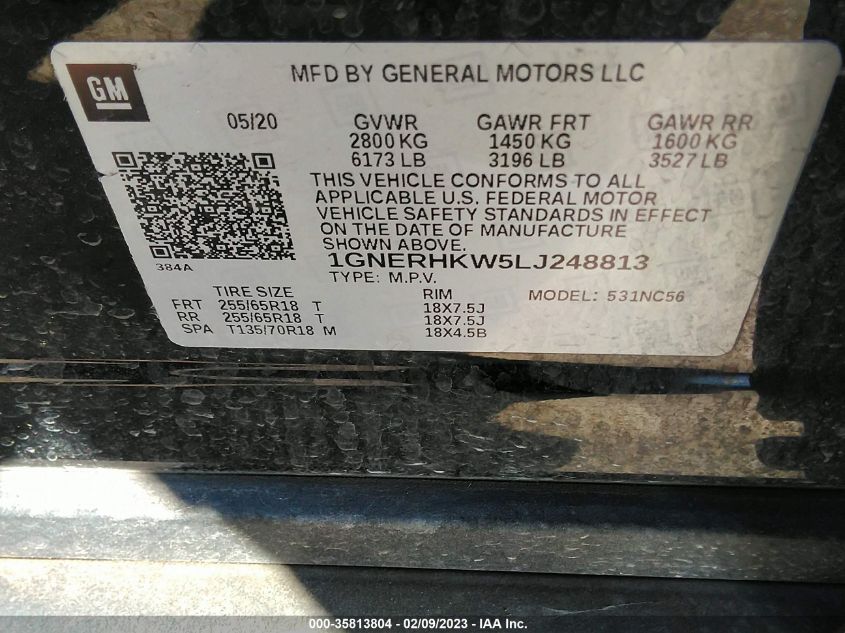 GM
MFD BY GENERAL MOTORS LLC
05/20 GVWR GAWR FRT GAWR RR
2800 KG 1450 KG 1600 KG
6173 LB 3196 LB 3527 LB
THIS VEHICLE CONFORMS TO ALL
APPLICABLE U.S. FEDERAL MOTOR
VEHICLE SAFETY STANDARDS IN EFFECT
ON THE DATE OF MANUFACTURE
SHOWN ABOVE.
384A
1GNERHKW5LJ248813
TYPE: M.P.V.
TIRE SIZE RIM MODEL: 531NC56
FRT 255/65R18 T 18X7.5J
RR 255/65R18 T 18X7.5J
SPA T135/70R18 M 18X4.5B
000-35813804 - 02/09/2023 - IAA Inc.